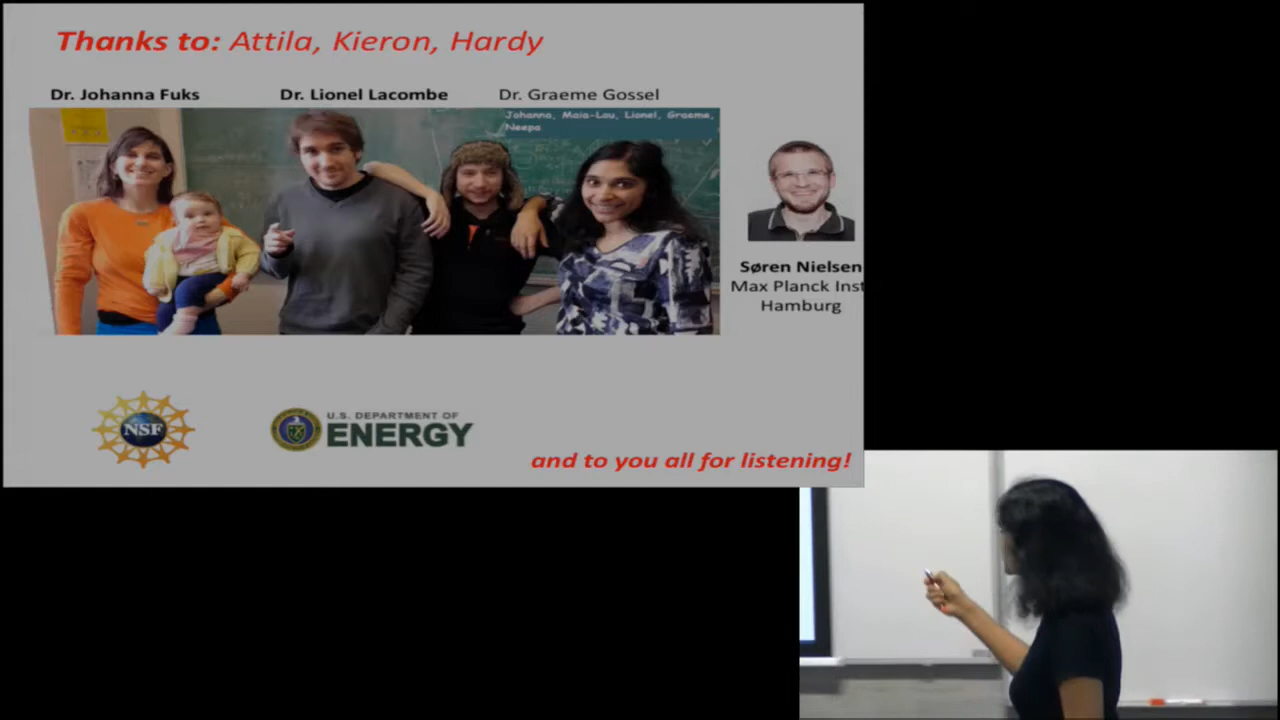 Thanks to: Attila, Kieron, Hardy
Dr. Johanna Fuks
Dr. Lionel Lacombe
Dr. Graeme Gossel
Johanna, Maia-Lou, Lionel, Graeme,
Neepa
Søren Nielsen
Max Planck Inst
Hamburg
NSF
U.S. DEPARTMENT OF
ENERGY
and to you all for listening!